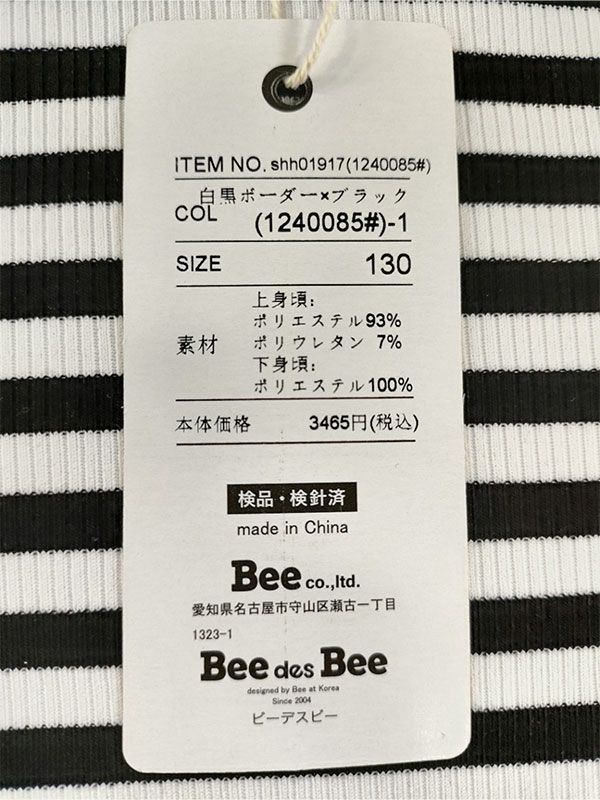 ITEM NO. shh01917(1240085#)
白黒ボーダー×ブラック
COL (1240085#)-1
SIZE 130
上身頃:
ポリエステル93%
素材 ポリウレタン 7%
下身頃:
ポリエステル100%
本体価格 3465円(税込)
検品・検針済
made in China
Bee co.,ltd.
愛知県名古屋市守山区瀬古一丁目
1323-1
Bee des Bee
designed by Bee at Korea
Since 2004
ビーデスビー